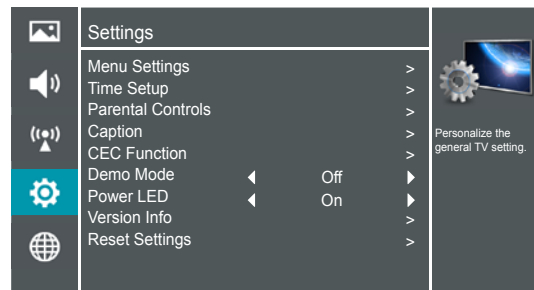 Settings
Menu Settings >
Time Setup >
Parental Controls >
Caption >
CEC Function >
Demo Mode Off
Power LED On
Version Info >
Reset Settings >
Personalize the
general TV setting.